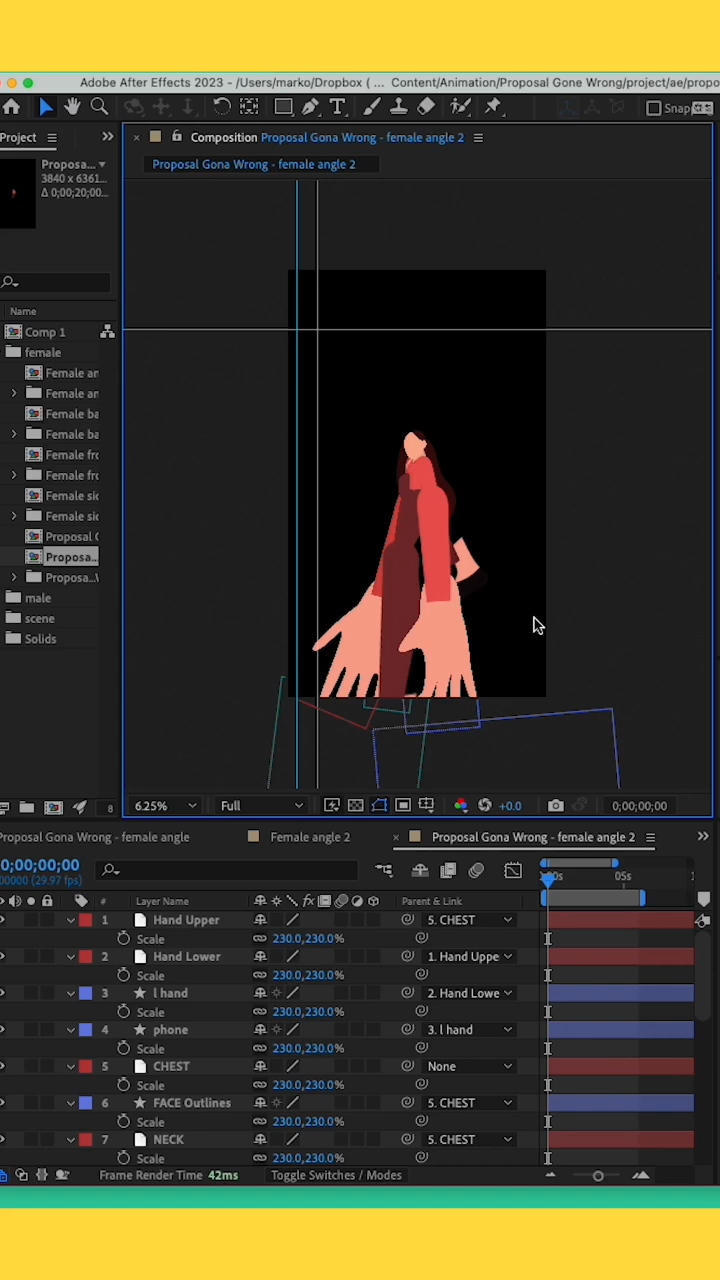 Adobe After Effects 2023 - /Users/marko/Dropbox ( ... Content/Animation/Proposal Gone Wrong/project/ae/propo
Snap
Project
Composition Proposal Gona Wrong - female angle 2
Proposal Gona Wrong - female angle 2
Proposa...
3840 x 6361...
Δ 0;00;20;00...
Name
Comp 1
female
Female an
Female an
Female ba
Female ba
Female fro
Female fro
Female sid
Female sid
Proposal G
Proposa...
Proposa...\
male
scene
Solids
8
6.25%
Full
+0.0
0;00;00;00
Proposal Gona Wrong - female angle
Female angle 2
Proposal Gona Wrong - female angle 2
0;00;00;00
00000 (29.97 fps)
05s
1
# Layer Name
fx
Parent & Link
1 Hand Upper 5. CHEST
Scale 230.0,230.0%
2 Hand Lower 1. Hand Uppe
Scale 230.0,230.0%
3 l hand 2. Hand Lowe
Scale 230.0,230.0%
4 phone 3. l hand
Scale 230.0,230.0%
5 CHEST None
Scale 230.0,230.0%
6 FACE Outlines 5. CHEST
Scale 230.0,230.0%
7 NECK 5. CHEST
Scale 230.0,230.0%
Frame Render Time 42ms
Toggle Switches / Modes